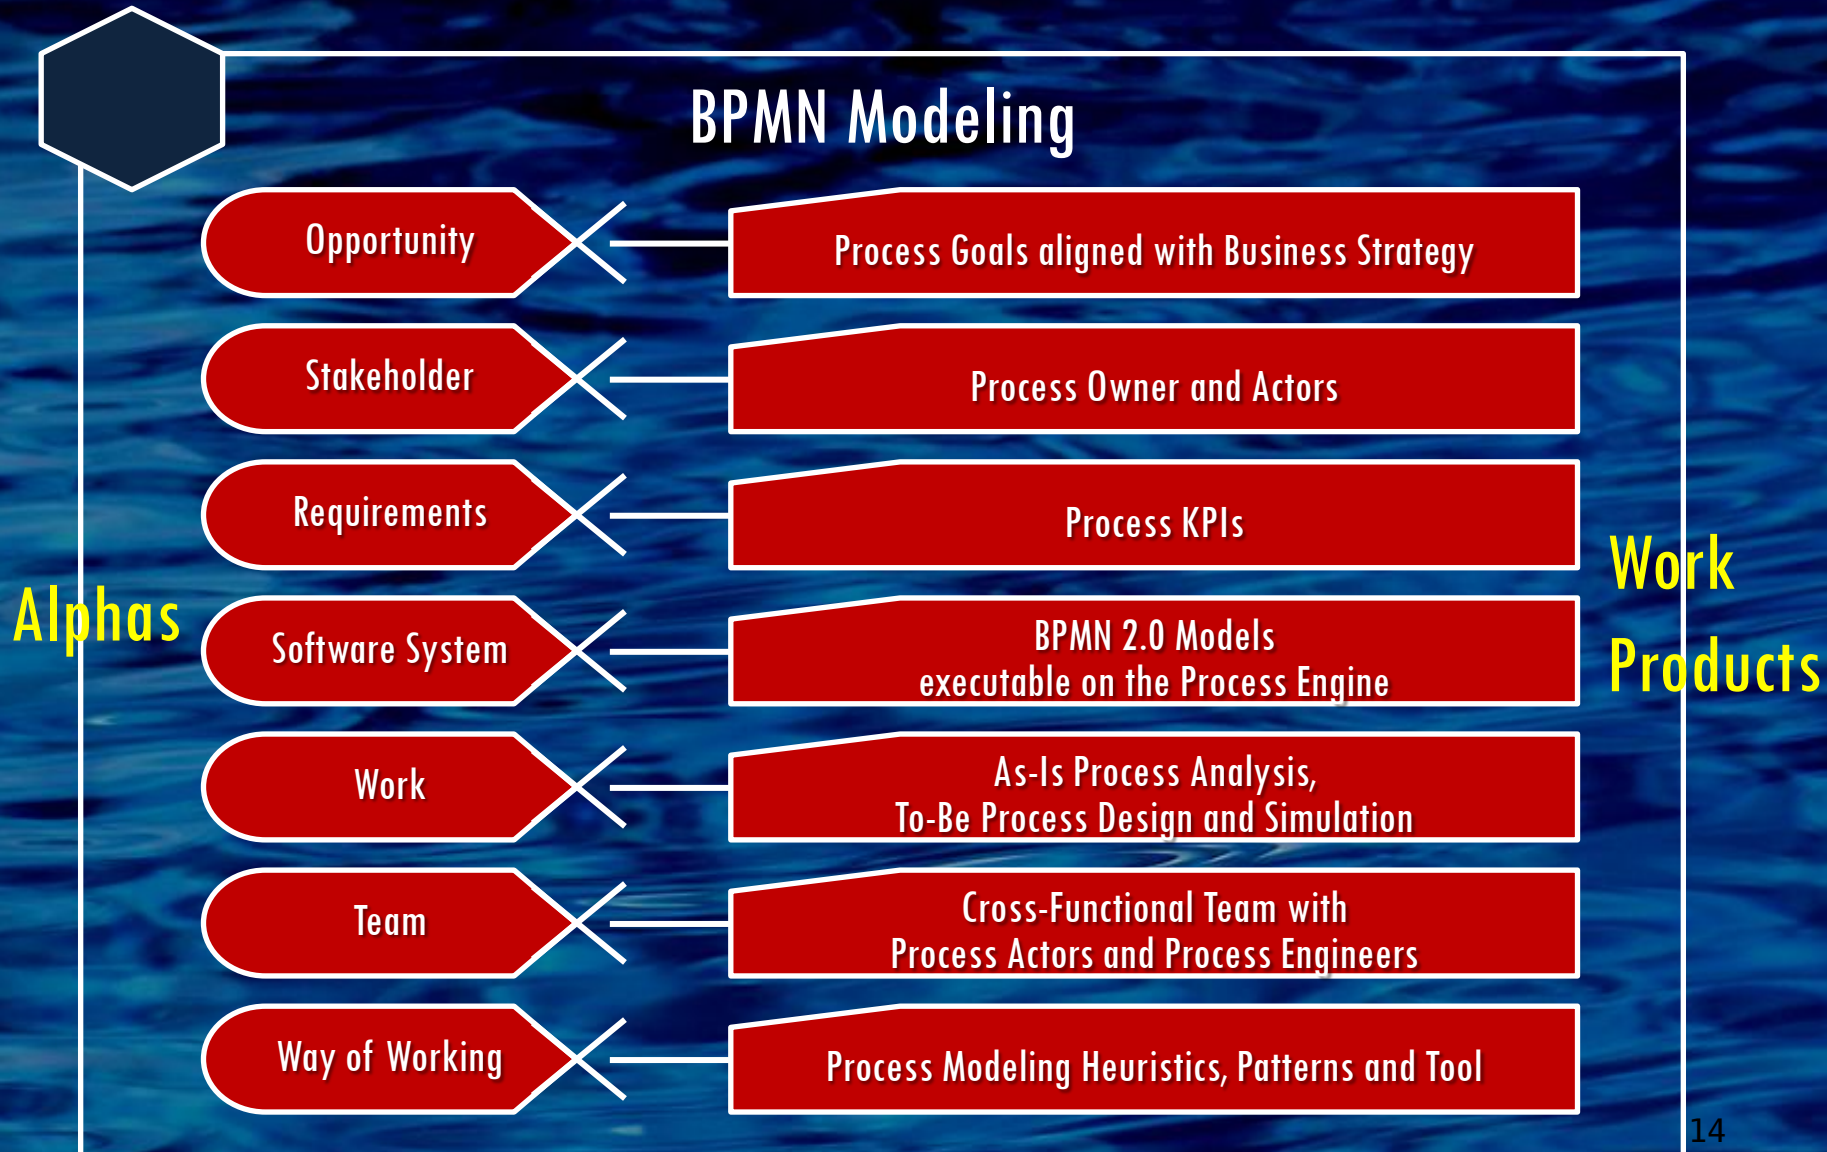 BPMN Modeling
Opportunity
Process Goals aligned with Business Strategy
Stakeholder
Process Owner and Actors
Requirements
Process KPIs
Alphas
Work
Products
Software System
BPMN 2.0 Models
executable on the Process Engine
Work
As-Is Process Analysis,
To-Be Process Design and Simulation
Team
Cross-Functional Team with
Process Actors and Process Engineers
Way of Working
Process Modeling Heuristics, Patterns and Tool
14